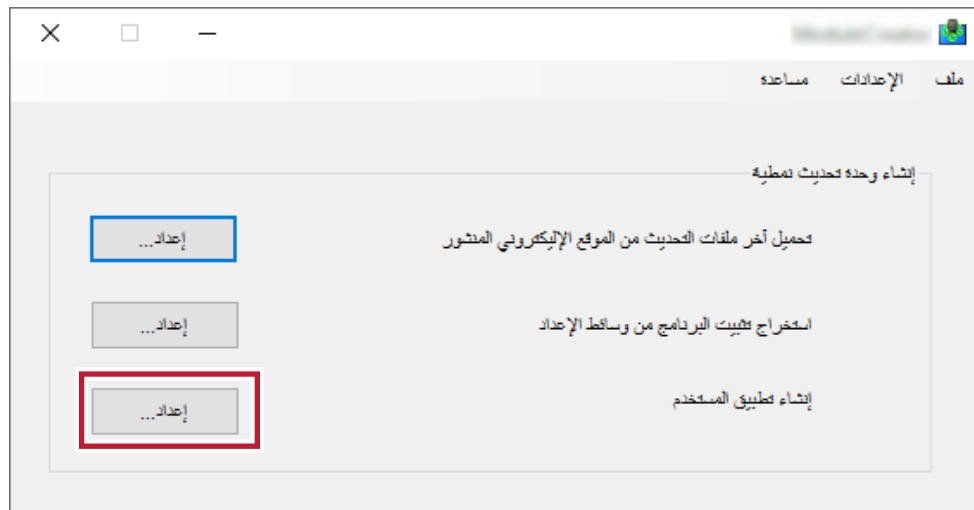 ملف الإعدادات مساعدة
إنشاء وحدة تحديث نمطية
تحميل آخر ملفات التحديث من الموقع الإليكتروني المنشور
إعداد...
استخراج تثبيت البرنامج من وسائط الإعداد
إعداد...
إنشاء تطبيق المستخدم
إعداد...